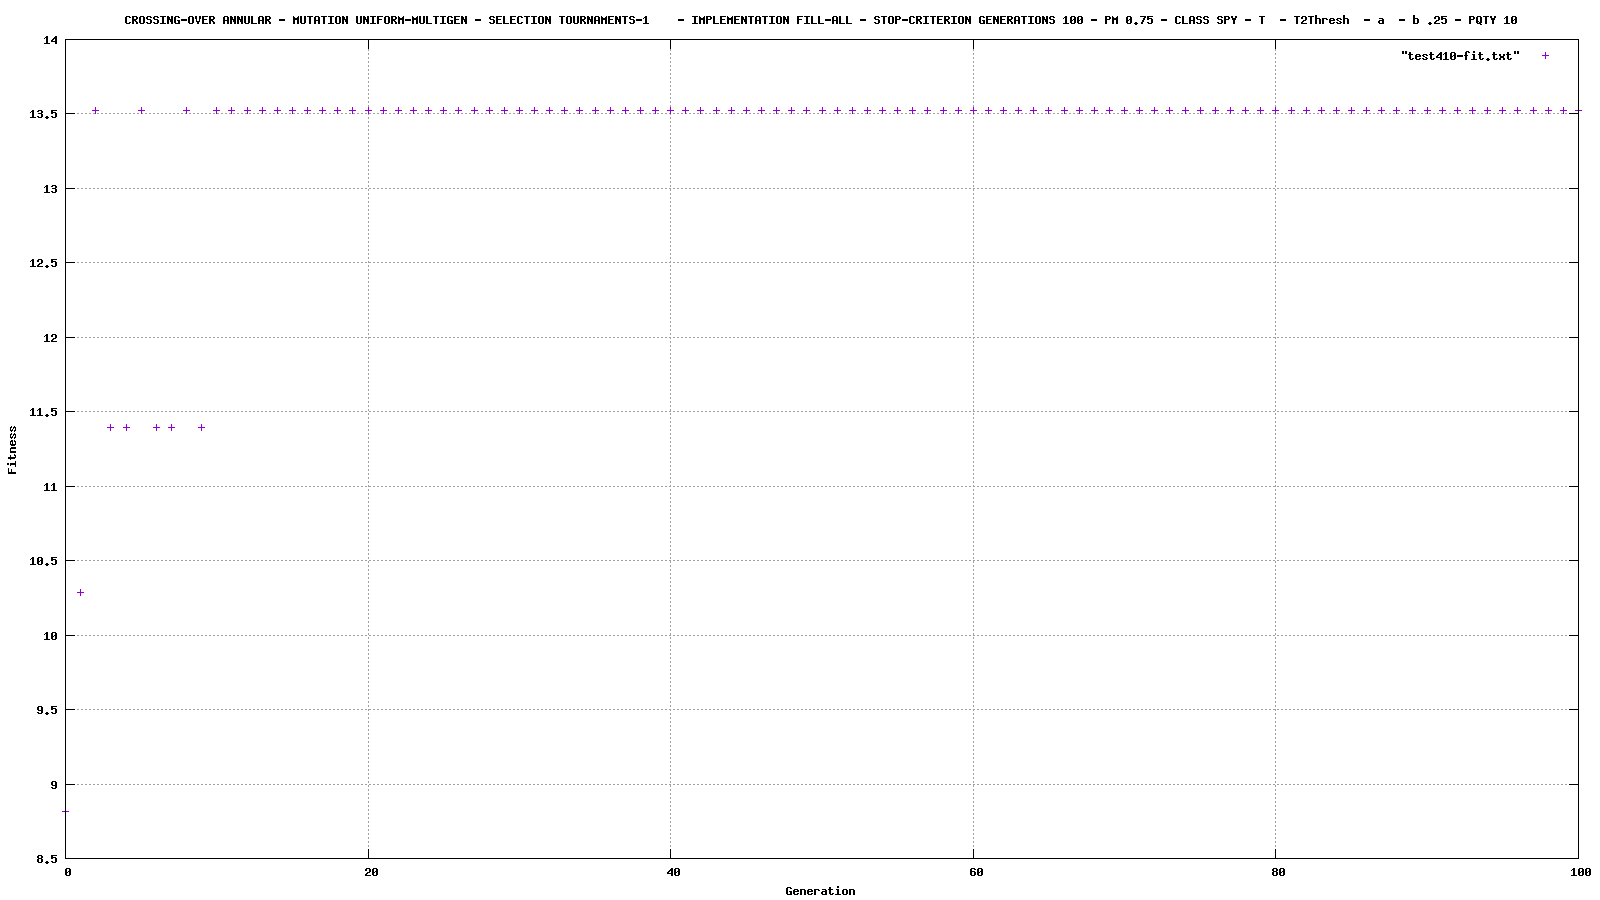 CROSSING-OVER ANNULAR - MUTATION UNIFORM-MULTIGEN - SELECTION TOURNAMENTS-1    - IMPLEMENTATION FILL-ALL - STOP-CRITERION GENERATIONS 100 - PM 0.75 - CLASS SPY - T  - T2Thresh  - a  - b .25 - PQTY 10
"test410-fit.txt"
14
13.5
13
12.5
12
11.5
11
10.5
10
9.5
9
8.5
Fitness
0 20 40 60 80 100
Generation